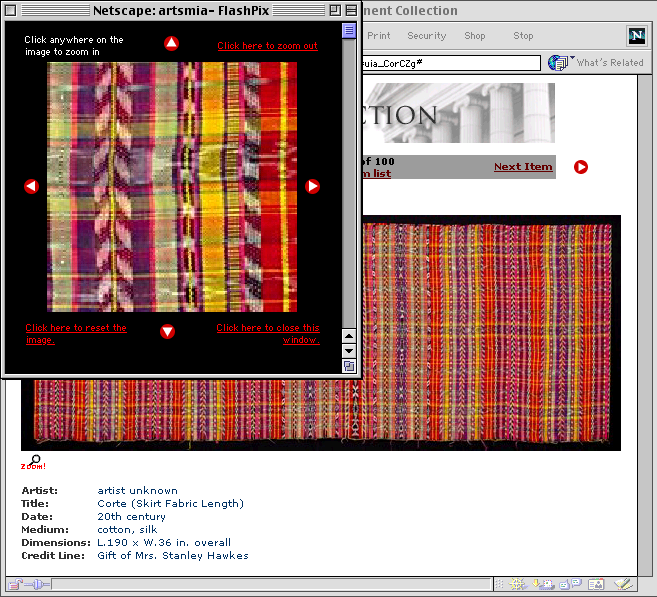 Netscape: artsmia- FlashPix
nent Collection
Click anywhere on the
image to zoom in
Click here to zoom out
Click here to reset the
image.
Click here to close this
window.
Print Security Shop Stop
N
uia_CorCZg#
What's Related
CTION
of 100
m list
Next Item
zoom!
Artist: artist unknown
Title: Corte (Skirt Fabric Length)
Date: 20th century
Medium: cotton, silk
Dimensions: L.190 x W.36 in. overall
Credit Line: Gift of Mrs. Stanley Hawkes